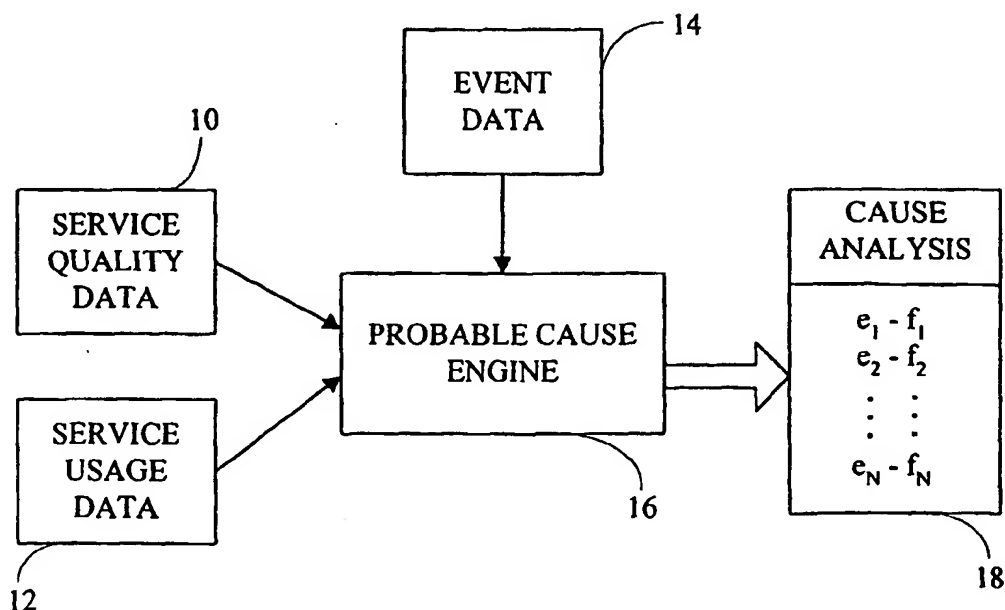 14
EVENT
DATA
10
SERVICE
QUALITY
DATA
CAUSE
ANALYSIS
e1 - f1
e2 - f2
. .
. .
. .
eN - fN
PROBABLE CAUSE
ENGINE
SERVICE
USAGE
DATA
16
12
18